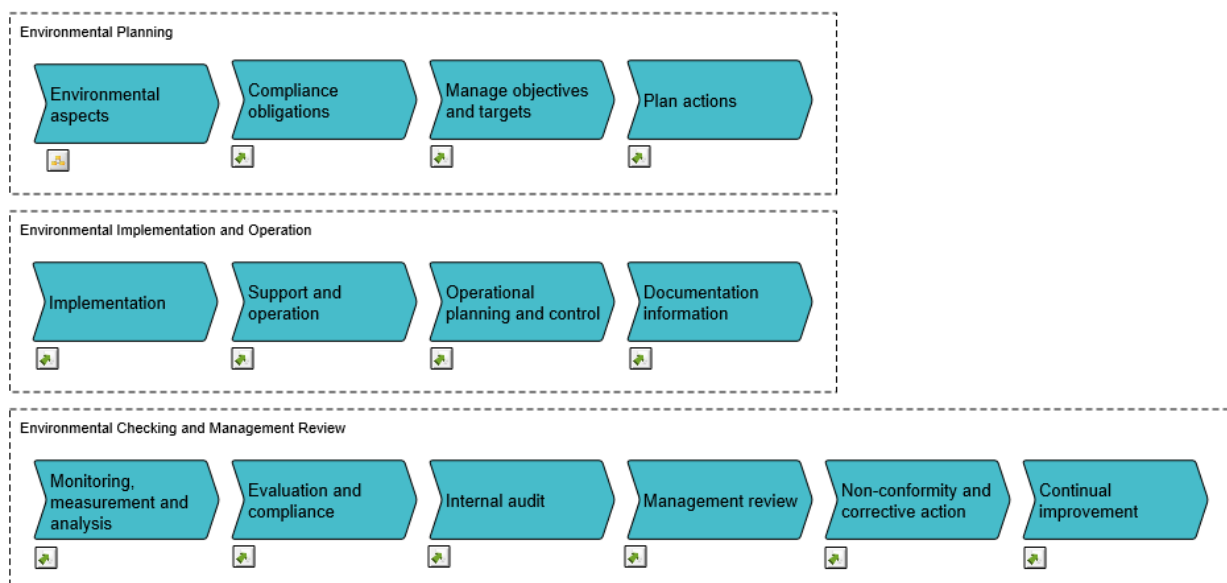 Environmental Planning
Environmental
aspects
Compliance
obligations
Manage objectives
and targets
Plan actions
Environmental Implementation and Operation
Implementation
Support and
operation
Operational
planning and control
Documentation
information
Environmental Checking and Management Review
Monitoring,
measurement and
analysis
Evaluation and
compliance
Internal audit
Management review
Non-conformity and
corrective action
Continual
improvement